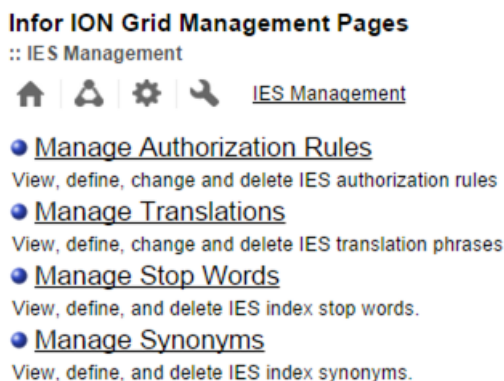 Infor ION Grid Management Pages
:: IES Management
IES Management
Manage Authorization Rules
View, define, change and delete IES authorization rules
Manage Translations
View, define, change and delete IES translation phrases
Manage Stop Words
View, define, and delete IES index stop words.
Manage Synonyms
View, define, and delete IES index synonyms.